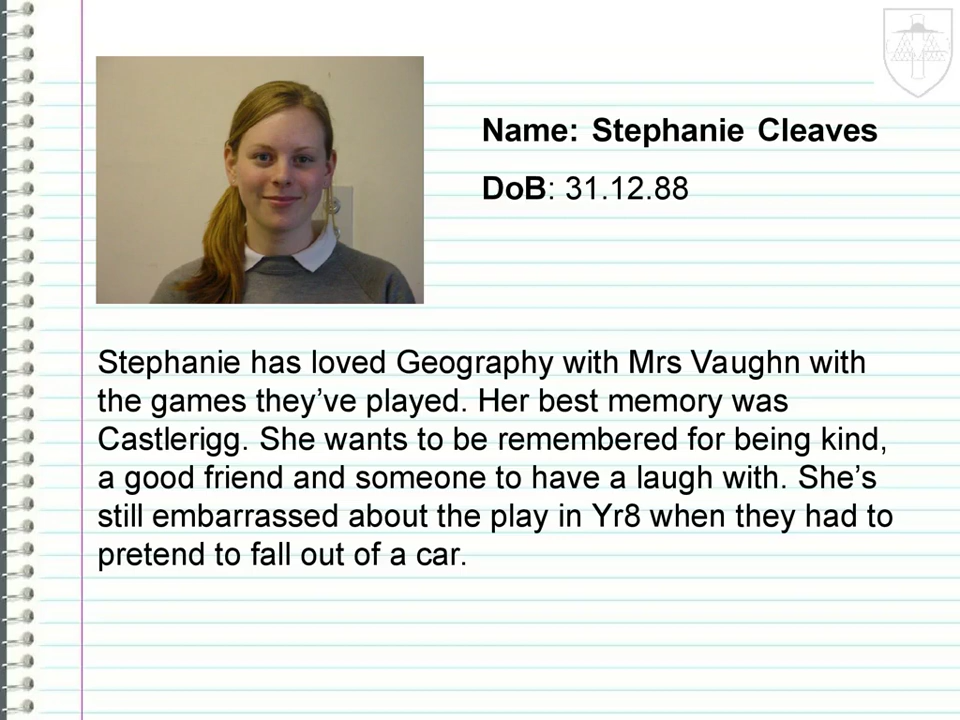 Name: Stephanie Cleaves
DoB: 31.12.88
Stephanie has loved Geography with Mrs Vaughn with
the games they’ve played. Her best memory was
Castlerigg. She wants to be remembered for being kind,
a good friend and someone to have a laugh with. She’s
still embarrassed about the play in Yr8 when they had to
pretend to fall out of a car.